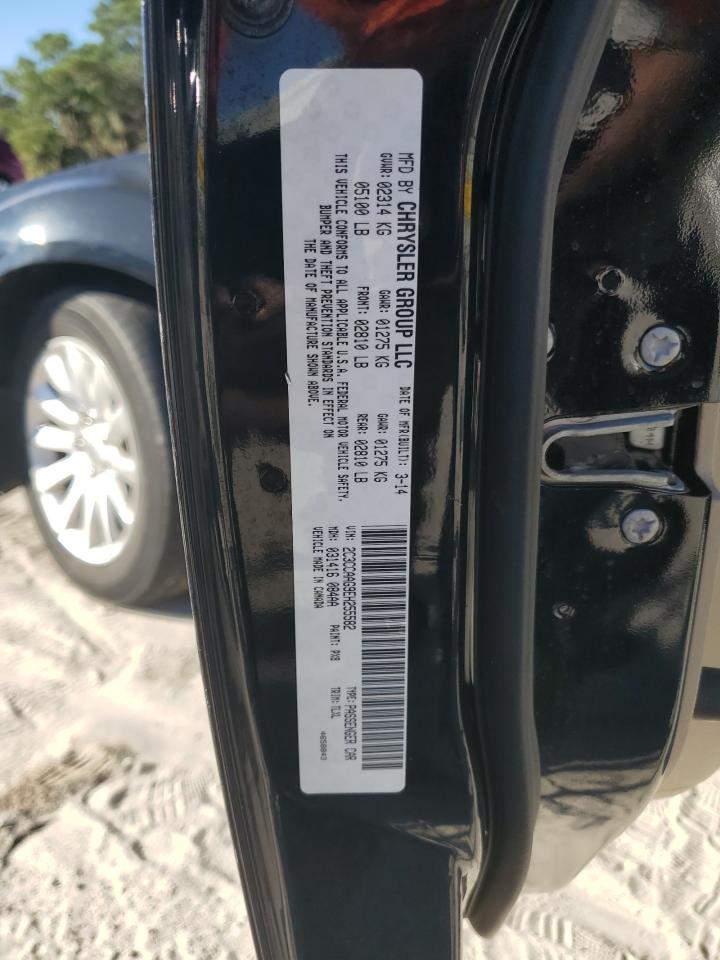 MFD BY CHRYSLER GROUP LLC DATE OF MFR(BUILT): 3-14
GVWR: 02314 KG GAWR: 01275 KG GAWR: 01275 KG
05100 LB FRONT: 02810 LB REAR: 02810 LB
THIS VEHICLE CONFORMS TO ALL APPLICABLE U.S.A. FEDERAL MOTOR VEHICLE SAFETY,
BUMPER AND THEFT PREVENTION STANDARDS IN EFFECT ON
THE DATE OF MANUFACTURE SHOWN ABOVE.
VIN: 2C3CCAAG9EH255582 TYPE: PASSENGER CAR
MDH: 031416 084AA PAINT: PX8 TRIM: TLXL
VEHICLE MADE IN CANADA 4658843